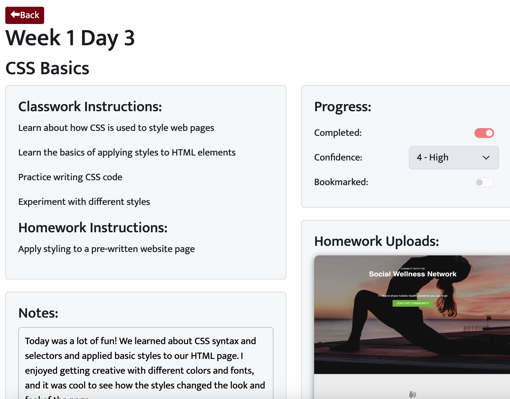 Back
Week 1 Day 3
CSS Basics
Classwork Instructions:
Learn about how CSS is used to style web pages
Learn the basics of applying styles to HTML elements
Practice writing CSS code
Experiment with different styles
Homework Instructions:
Apply styling to a pre-written website page
Notes:
Today was a lot of fun! We learned about CSS syntax and
selectors and applied basic styles to our HTML page. I
enjoyed getting creative with different colors and fonts,
and it was cool to see how the styles changed the look and
Progress:
Completed:
Confidence:
4 - High
Bookmarked:
Homework Uploads:
Social Wellness Network